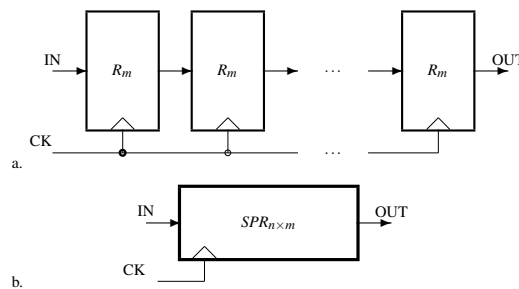 IN R_m R_m ... R_m OUT
CK ...
a.
IN SPR_{n×m} OUT
CK
b.